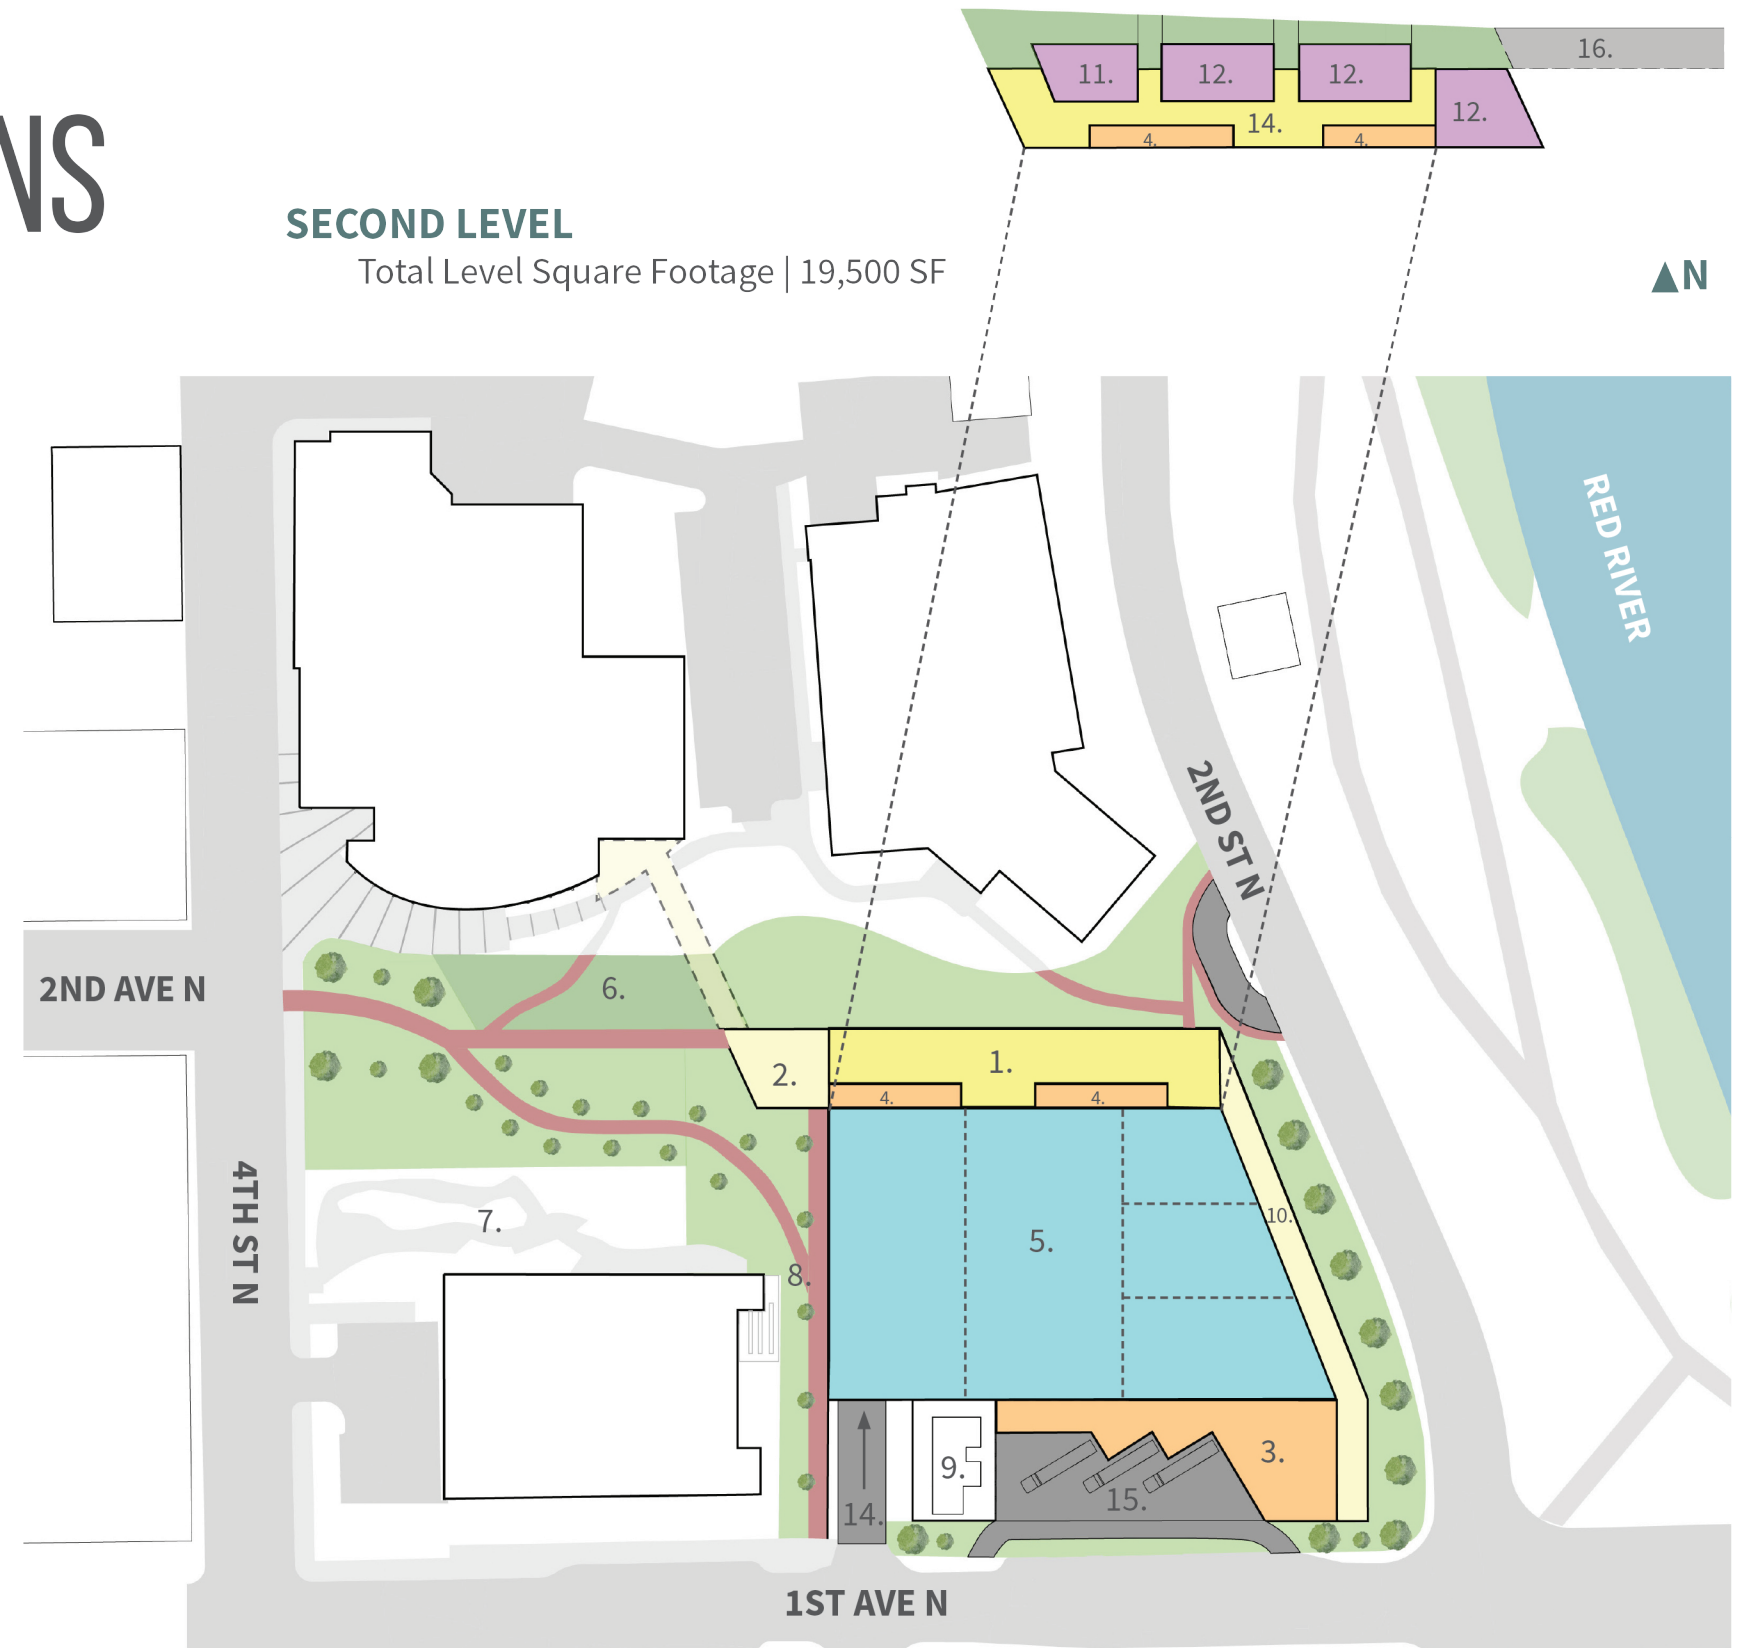 11.
12.
12.
16.
12.
14.
4.
4.
NS
SECOND LEVEL
Total Level Square Footage | 19,500 SF
N
RED RIVER
2ND ST N
2ND AVE N
6.
1.
2.
4.
4.
4TH ST N
7.
10.
5.
8.
3.
9.
15.
14.
1ST AVE N